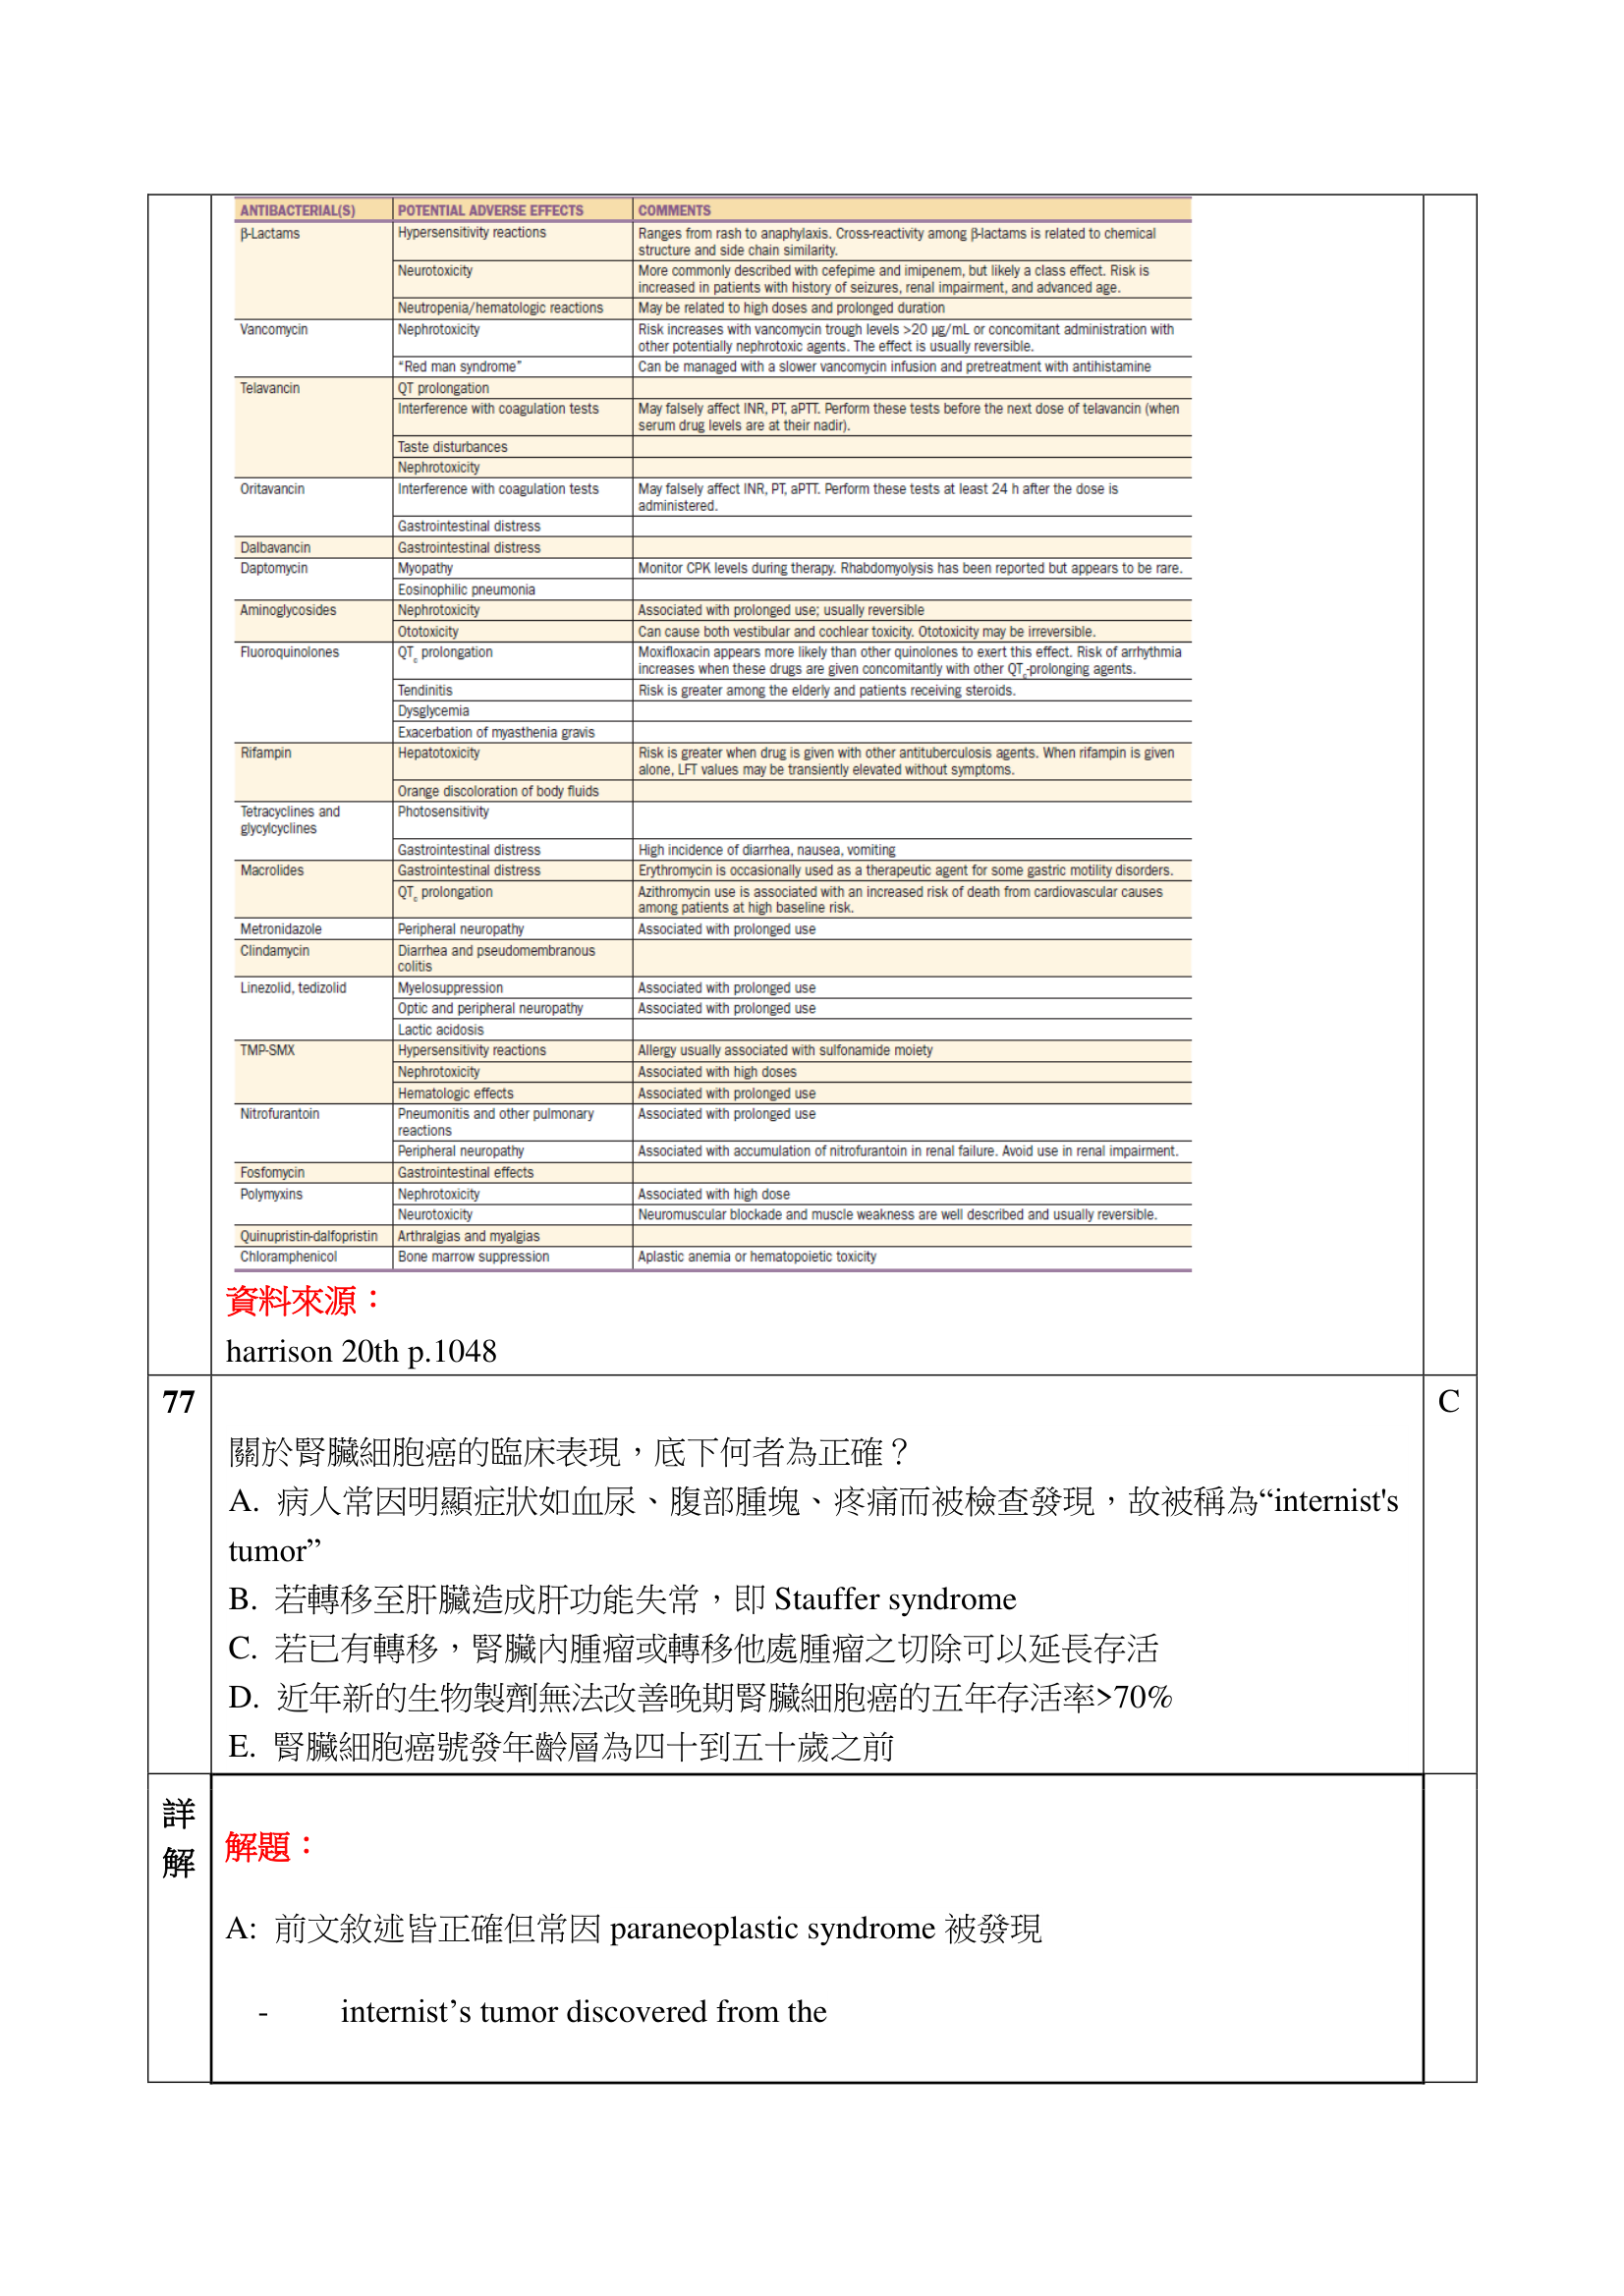 ANTIBACTERIAL(S) POTENTIAL ADVERSE EFFECTS COMMENTS
β-Lactams Hypersensitivity reactions Ranges from rash to anaphylaxis. Cross-reactivity among β-lactams is related to chemical
structure and side chain similarity.
Neurotoxicity More commonly described with cefepime and imipenem, but likely a class effect. Risk is
increased in patients with history of seizures, renal impairment, and advanced age.
Neutropenia/hematologic reactions May be related to high doses and prolonged duration
Vancomycin Nephrotoxicity Risk increases with vancomycin trough levels >20 μg/mL or concomitant administration with
other potentially nephrotoxic agents. The effect is usually reversible.
“Red man syndrome” Can be managed with a slower vancomycin infusion and pretreatment with antihistamine
Telavancin QT prolongation
Interference with coagulation tests May falsely affect INR, PT, aPTT. Perform these tests before the next dose of telavancin (when
serum drug levels are at their nadir).
Taste disturbances
Nephrotoxicity
Oritavancin Interference with coagulation tests May falsely affect INR, PT, aPTT. Perform these tests at least 24 h after the dose is
administered.
Gastrointestinal distress
Dalbavancin Gastrointestinal distress
Daptomycin Myopathy Monitor CPK levels during therapy. Rhabdomyolysis has been reported but appears to be rare.
Eosinophilic pneumonia
Aminoglycosides Nephrotoxicity Associated with prolonged use; usually reversible
Ototoxicity Can cause both vestibular and cochlear toxicity. Ototoxicity may be irreversible.
Fluoroquinolones QTc prolongation Moxifloxacin appears more likely than other quinolones to exert this effect. Risk of arrhythmia
increases when these drugs are given concomitantly with other QTc-prolonging agents.
Tendinitis Risk is greater among the elderly and patients receiving steroids.
Dysglycemia
Exacerbation of myasthenia gravis
Rifampin Hepatotoxicity Risk is greater when drug is given with other antituberculosis agents. When rifampin is given
alone, LFT values may be transiently elevated without symptoms.
Orange discoloration of body fluids
Tetracyclines and Photosensitivity
glycylcyclines
Gastrointestinal distress High incidence of diarrhea, nausea, vomiting
Macrolides Gastrointestinal distress Erythromycin is occasionally used as a therapeutic agent for some gastric motility disorders.
QTc prolongation Azithromycin use is associated with an increased risk of death from cardiovascular causes
among patients at high baseline risk.
Metronidazole Peripheral neuropathy Associated with prolonged use
Clindamycin Diarrhea and pseudomembranous
colitis
Linezolid, tedizolid Myelosuppression Associated with prolonged use
Optic and peripheral neuropathy Associated with prolonged use
Lactic acidosis
TMP-SMX Hypersensitivity reactions Allergy usually associated with sulfonamide moiety
Nephrotoxicity Associated with high doses
Hematologic effects Associated with prolonged use
Nitrofurantoin Pneumonitis and other pulmonary Associated with prolonged use
reactions
Peripheral neuropathy Associated with accumulation of nitrofurantoin in renal failure. Avoid use in renal impairment.
Fosfomycin Gastrointestinal effects
Polymyxins Nephrotoxicity Associated with high dose
Neurotoxicity Neuromuscular blockade and muscle weakness are well described and usually reversible.
Quinupristin-dalfopristin Arthralgias and myalgias
Chloramphenicol Bone marrow suppression Aplastic anemia or hematopoietic toxicity
資料來源：
harrison 20th p.1048
77 C
關於腎臟細胞癌的臨床表現，底下何者為正確？
A. 病人常因明顯症狀如血尿、腹部腫塊、疼痛而被檢查發現，故被稱為“internist's
tumor”
B. 若轉移至肝臟造成肝功能失常，即 Stauffer syndrome
C. 若已有轉移，腎臟內腫瘤或轉移他處腫瘤之切除可以延長存活
D. 近年新的生物製劑無法改善晚期腎臟細胞癌的五年存活率>70%
E. 腎臟細胞癌號發年齡層為四十到五十歲之前
詳
解
解題：
A: 前文敘述皆正確但常因 paraneoplastic syndrome 被發現
- internist’s tumor discovered from the